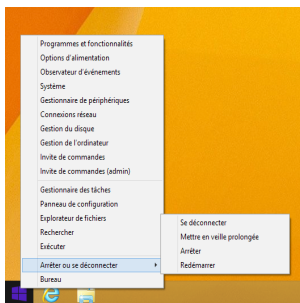 Programmes et fonctionnalités
Options d'alimentation
Observateur d'événements
Système
Gestionnaire de périphériques
Connexions réseau
Gestion du disque
Gestion de l'ordinateur
Invite de commandes
Invite de commandes (admin)
Gestionnaire des tâches
Panneau de configuration
Explorateur de fichiers
Rechercher
Exécuter
Arrêter ou se déconnecter
Bureau
Se déconnecter
Mettre en veille prolongée
Arrêter
Redémarrer